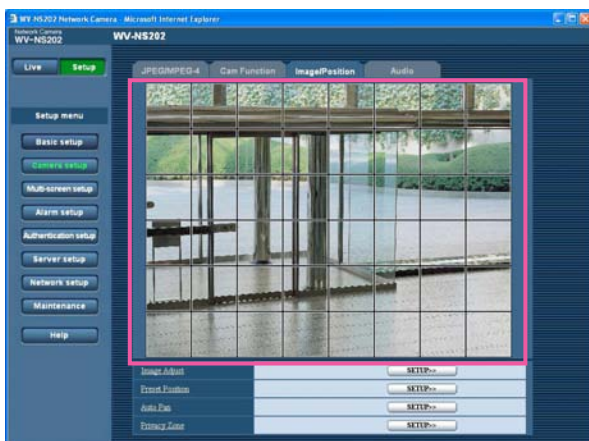 WV-NS202 Network Camera - Microsoft Internet Explorer
Network Camera
WV-NS202
WV-NS202
Live
Setup
JPEG/MPEG-4
Cam Function
Image/Position
Audio
Setup menu
Basic setup
Camera setup
Multi-screen setup
Alarm setup
Authentication setup
Server setup
Network setup
Maintenance
Help
Image Adjust
SETUP>>
Preset Position
SETUP>>
Auto Pan
SETUP>>
Privacy Zone
SETUP>>